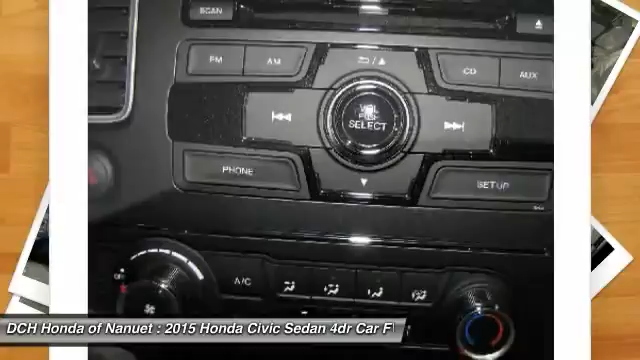 SCAN
FM AM CD AUX
VOL
PUSH
SELECT
PHONE
SETUP
A/C
DCH Honda of Nanuet : 2015 Honda Civic Sedan 4dr Car F